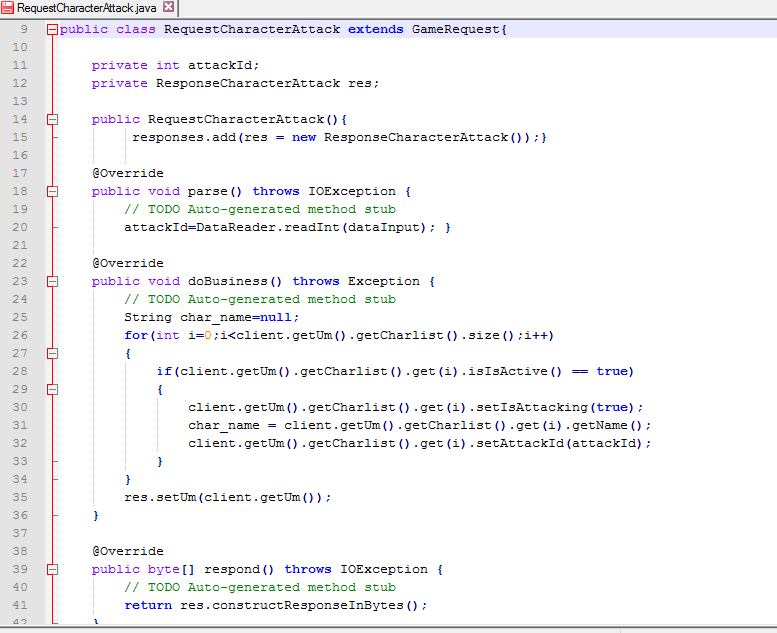 RequestCharacterAttack.java
9 public class RequestCharacterAttack extends GameRequest{
10
11     private int attackId;
12     private ResponseCharacterAttack res;
13
14     public RequestCharacterAttack(){
15          responses.add(res = new ResponseCharacterAttack());}
16
17     @Override
18     public void parse() throws IOException {
19         // TODO Auto-generated method stub
20         attackId=DataReader.readInt(dataInput); }
21
22     @Override
23     public void doBusiness() throws Exception {
24         // TODO Auto-generated method stub
25         String char_name=null;
26         for(int i=0;i<client.getUm().getCharlist().size();i++)
27         {
28             if(client.getUm().getCharlist().get(i).isIsActive() == true)
29             {
30                 client.getUm().getCharlist().get(i).setIsAttacking(true);
31                 char_name = client.getUm().getCharlist().get(i).getName();
32                 client.getUm().getCharlist().get(i).setAttackId(attackId);
33             }
34         }
35         res.setUm(client.getUm());
36     }
37
38     @Override
39     public byte[] respond() throws IOException {
40         // TODO Auto-generated method stub
41         return res.constructResponseInBytes();
42     }